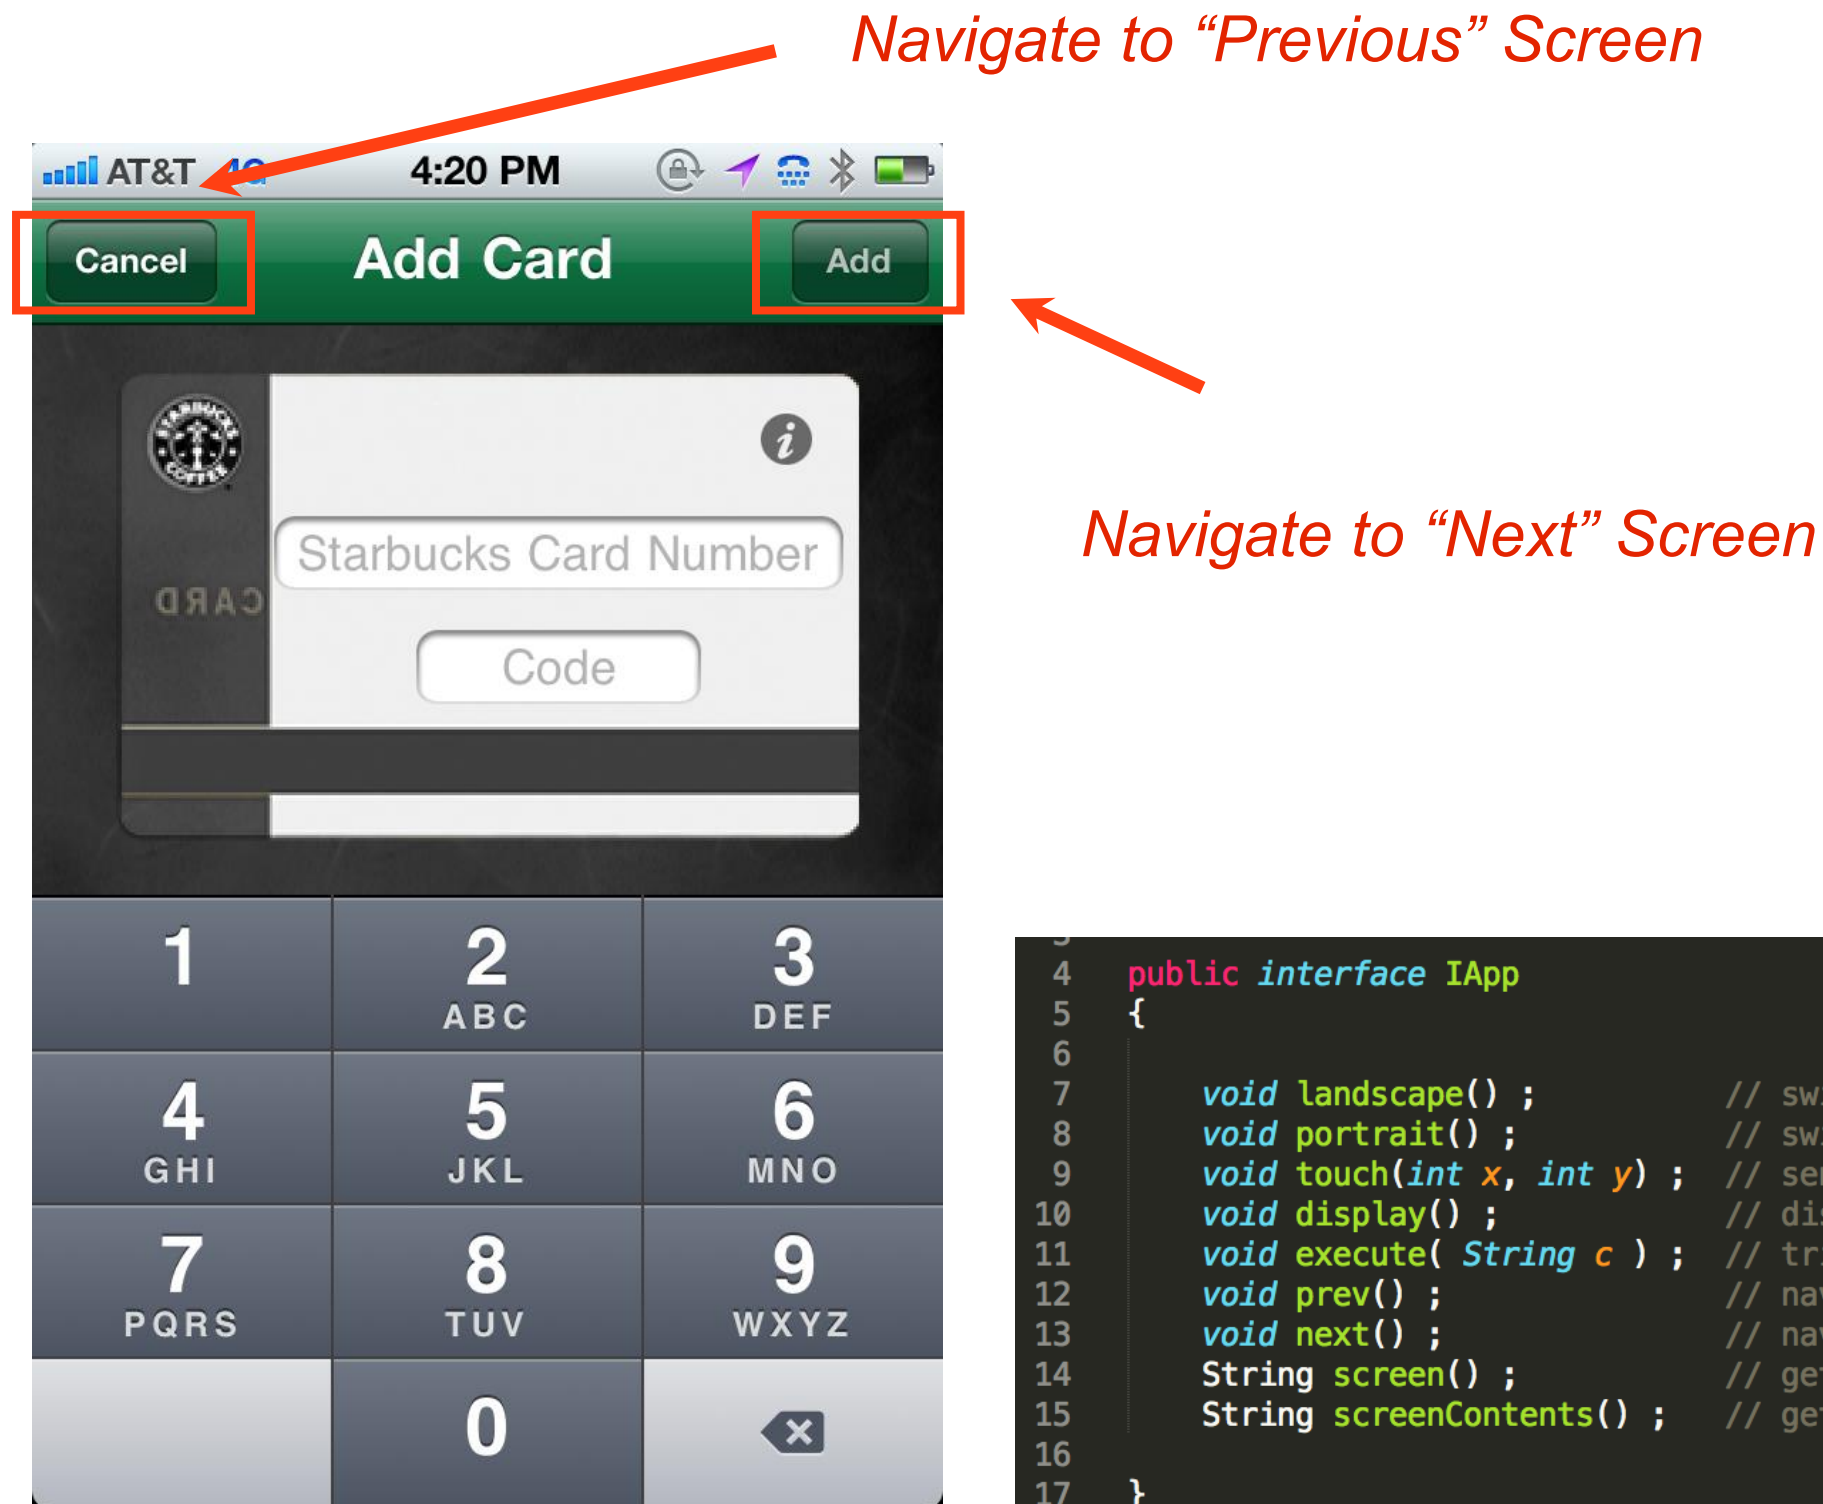 Navigate to “Previous” Screen
AT&T 4G 4:20 PM
Cancel Add Card Add
STARBUCKS COFFEE
Starbucks Card Number
CARD
Code
Navigate to “Next” Screen
1 2 3
ABC DEF
4 5 6
GHI JKL MNO
7 8 9
PQRS TUV WXYZ
0
4 public interface IApp
5 {
6
7 void landscape() ; //
8 void portrait() ; //
9 void touch(int x, int y) ; //
10 void display() ; //
11 void execute( String c ) ; //
12 void prev() ; //
13 void next() ; //
14 String screen() ; //
15 String screenContents() ; //
16
17 }